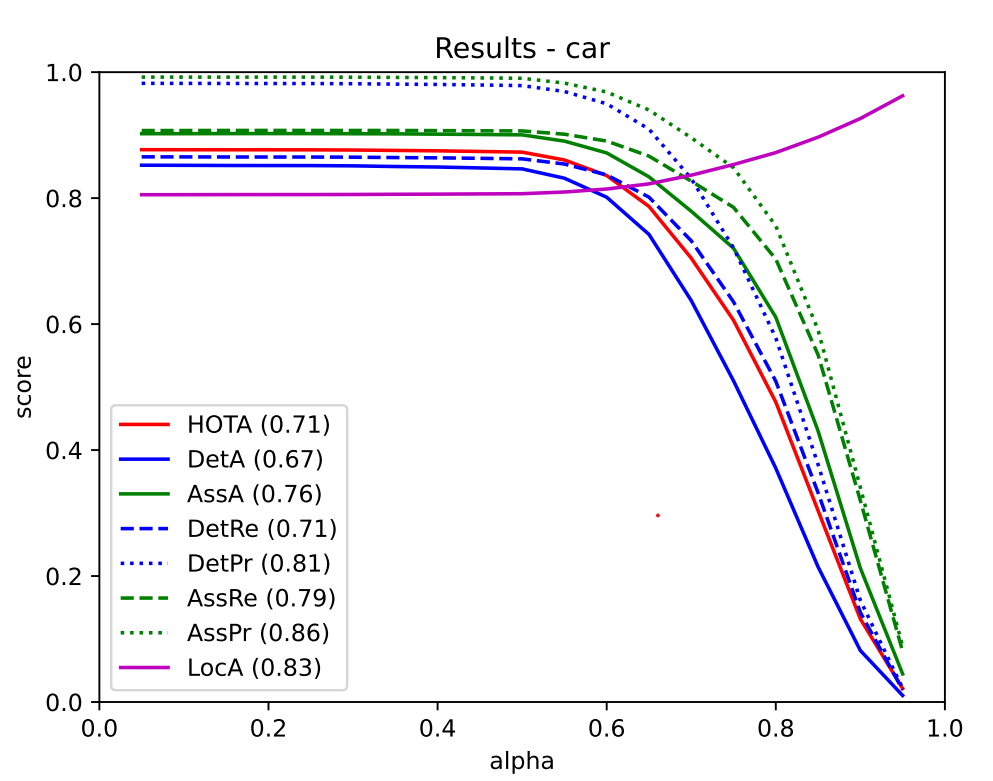 Results - car
1.0
0.8
0.6
0.4
0.2
0.0
score
HOTA (0.71)
DetA (0.67)
AssA (0.76)
DetRe (0.71)
DetPr (0.81)
AssRe (0.79)
AssPr (0.86)
LocA (0.83)
0.0 0.2 0.4 0.6 0.8 1.0
alpha